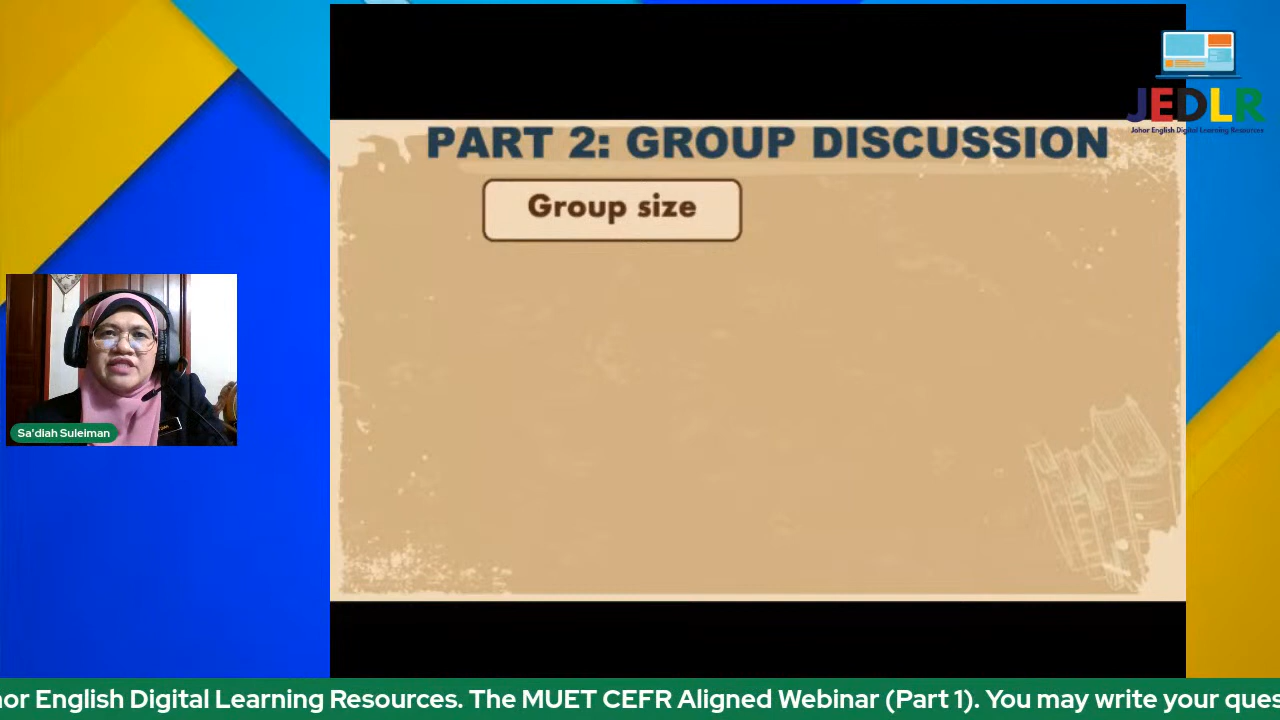 JEDLR
Johor English Digital Learning Resources
PART 2: GROUP DISCUSSION
Group size
Sa'diah Suleiman
hor English Digital Learning Resources. The MUET CEFR Aligned Webinar (Part 1). You may write your ques